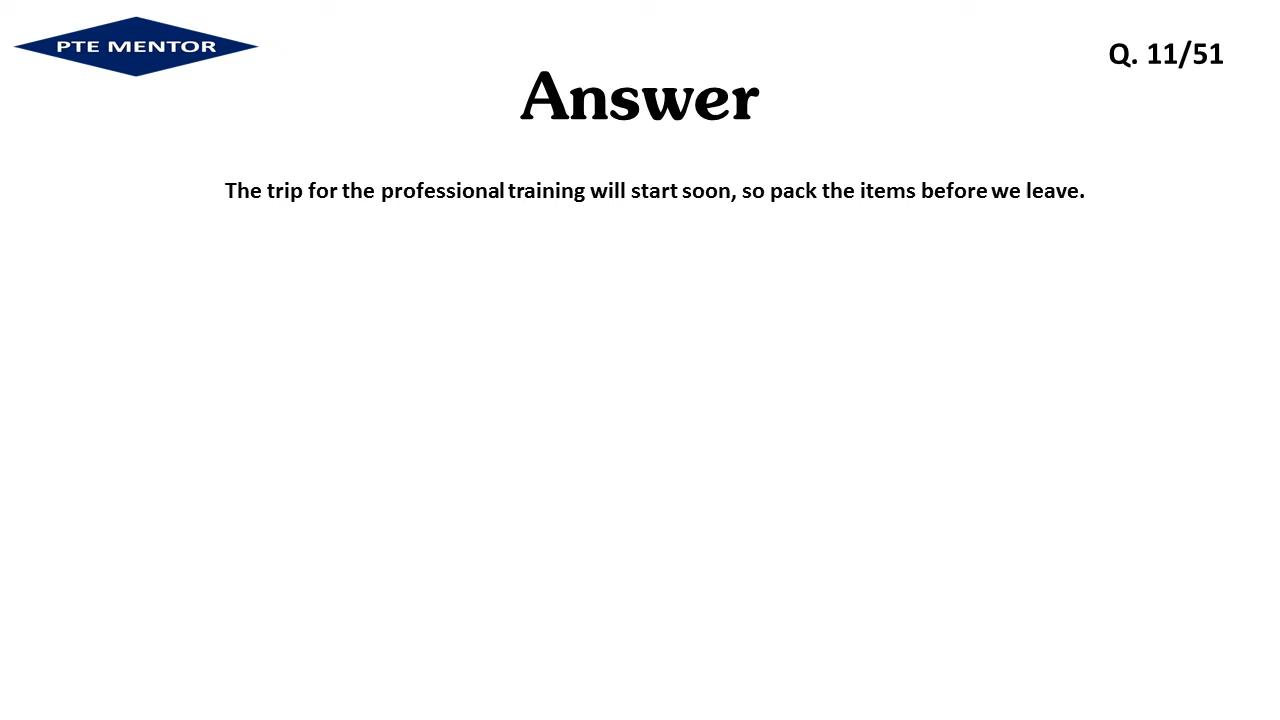 PTE MENTOR
Q. 11/51
Answer
The trip for the professional training will start soon, so pack the items before we leave.